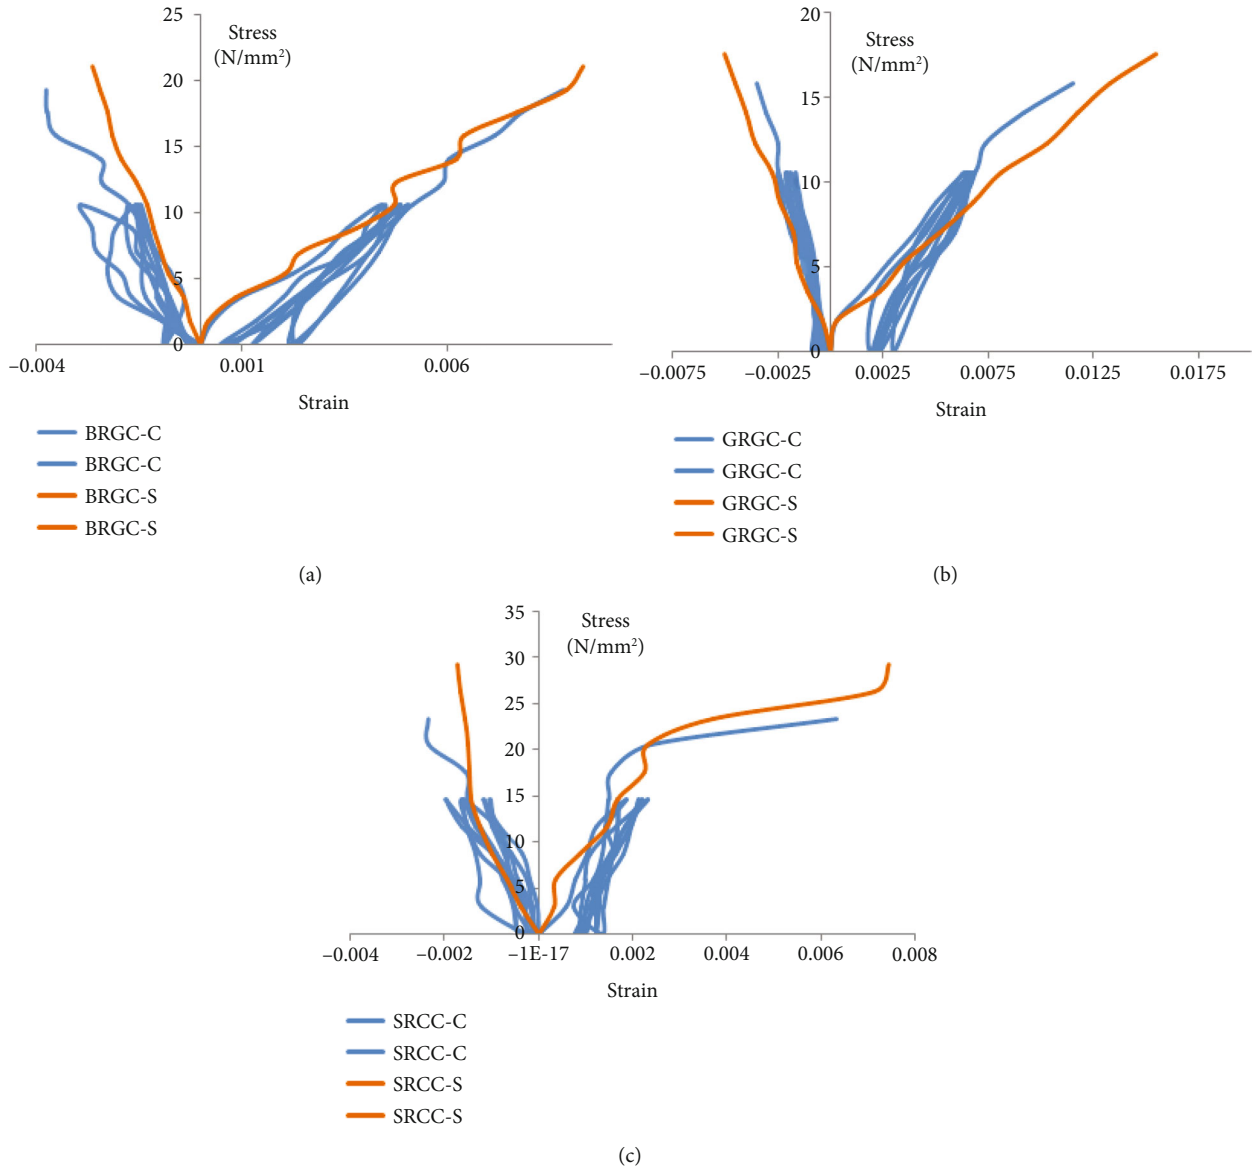 25
20
15
10
5
0
Stress
(N/mm²)
−0.004
0.001
0.006
Strain
BRGC-C
BRGC-C
BRGC-S
BRGC-S
(a)
20
15
10
5
0
Stress
(N/mm²)
−0.0075
−0.0025
0.0025
0.0075
0.0125
0.0175
Strain
GRGC-C
GRGC-C
GRGC-S
GRGC-S
(b)
35
30
25
20
15
10
5
0
Stress
(N/mm²)
−0.004
−0.002
−1E-17
0.002
0.004
0.006
0.008
Strain
SRCC-C
SRCC-C
SRCC-S
SRCC-S
(c)